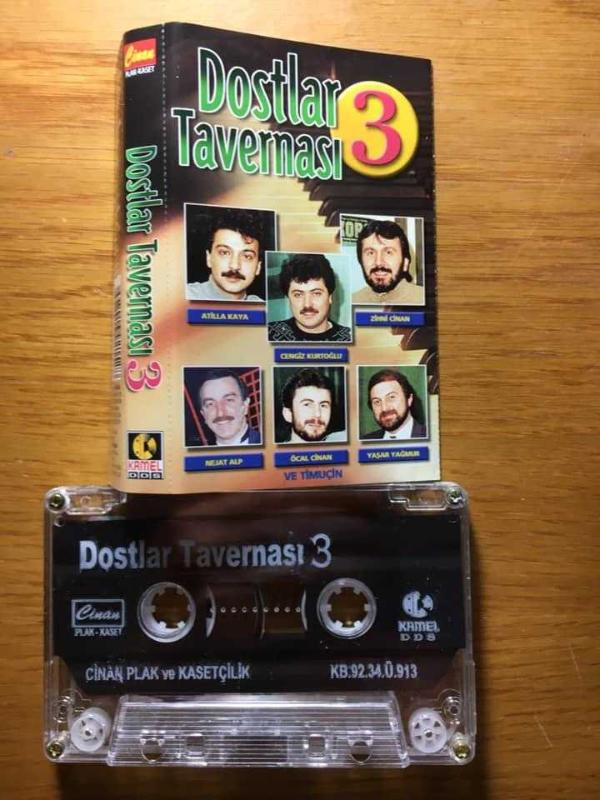 Cinan
PLAK-KASET
Dostlar Tavernası 3
KAMEL
DDS
Dostlar
Tavernası
3
ATİLLA KAYA
CENGİZ KURTOĞLU
ZİHNİ CİNAN
NEJAT ALP
ÖCAL CİNAN
YAŞAR YAĞMUR
VE TİMUÇİN
Dostlar Tavernası 3
Cinan
PLAK - KASET
KAMEL
DDS
CİNAN PLAK ve KASETÇİLİK
KB.92.34.Ü.913